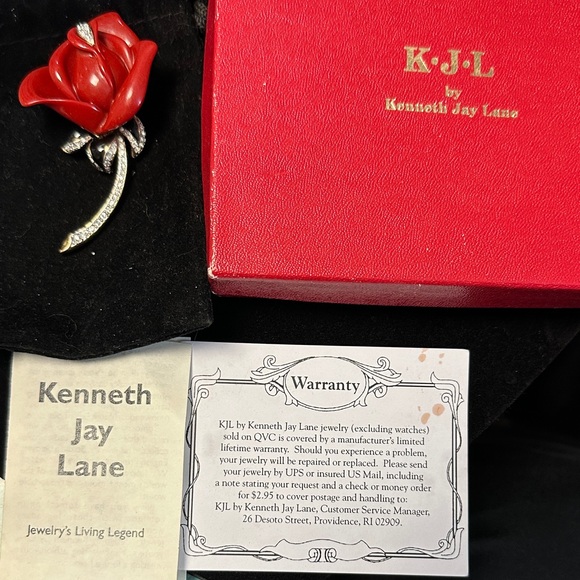 K·J·L
by
Kenneth Jay Lane
Kenneth
Jay
Lane
Jewelry's Living Legend
Warranty
KJL by Kenneth Jay Lane jewelry (excluding watches)
sold on QVC is covered by a manufacturer's limited
lifetime warranty. Should you experience a problem,
your jewelry will be repaired or replaced. Please send
your jewelry by UPS or insured US Mail, including
a note stating your request and a check or money order
for $2.95 to cover postage and handling to:
KJL by Kenneth Jay Lane, Customer Service Manager,
26 Desoto Street, Providence, RI 02909.